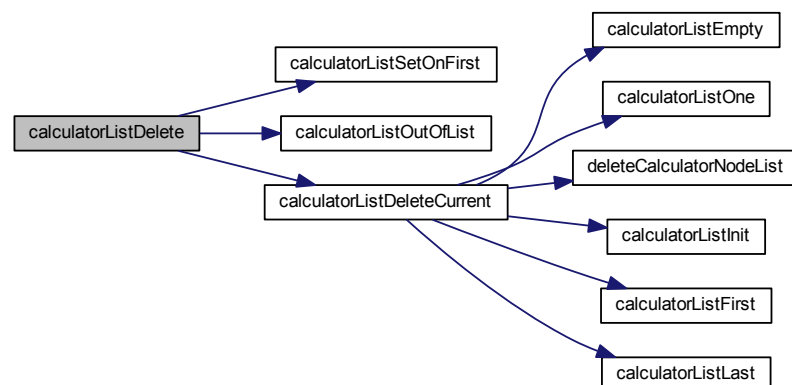 calculatorListEmpty
calculatorListSetOnFirst
calculatorListOne
calculatorListDelete
calculatorListOutOfList
deleteCalculatorNodeList
calculatorListDeleteCurrent
calculatorListInit
calculatorListFirst
calculatorListLast